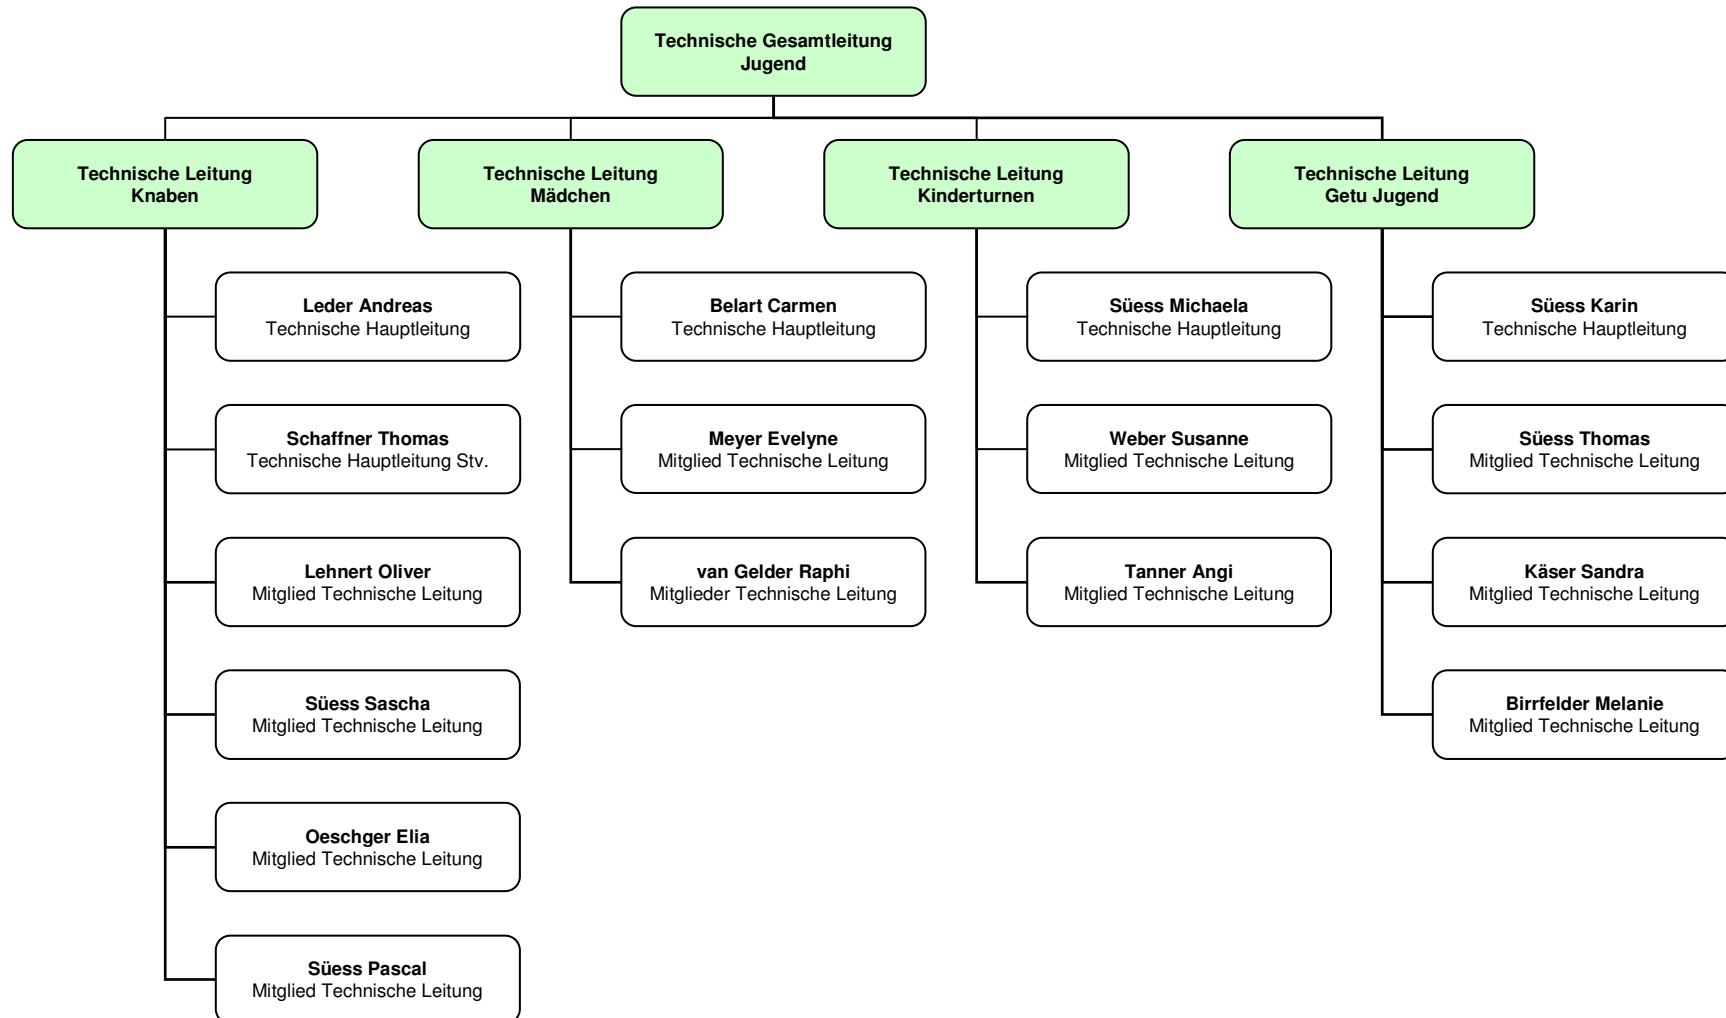 Technische Gesamtleitung
Jugend
Technische Leitung
Knaben
Technische Leitung
Mädchen
Technische Leitung
Kinderturnen
Technische Leitung
Getu Jugend
Leder Andreas
Technische Hauptleitung
Belart Carmen
Technische Hauptleitung
Süess Michaela
Technische Hauptleitung
Süess Karin
Technische Hauptleitung
Schaffner Thomas
Technische Hauptleitung Stv.
Meyer Evelyne
Mitglied Technische Leitung
Weber Susanne
Mitglied Technische Leitung
Süess Thomas
Mitglied Technische Leitung
Lehnert Oliver
Mitglied Technische Leitung
van Gelder Raphi
Mitglieder Technische Leitung
Tanner Angi
Mitglied Technische Leitung
Käser Sandra
Mitglied Technische Leitung
Süess Sascha
Mitglied Technische Leitung
Birrfelder Melanie
Mitglied Technische Leitung
Oeschger Elia
Mitglied Technische Leitung
Süess Pascal
Mitglied Technische Leitung